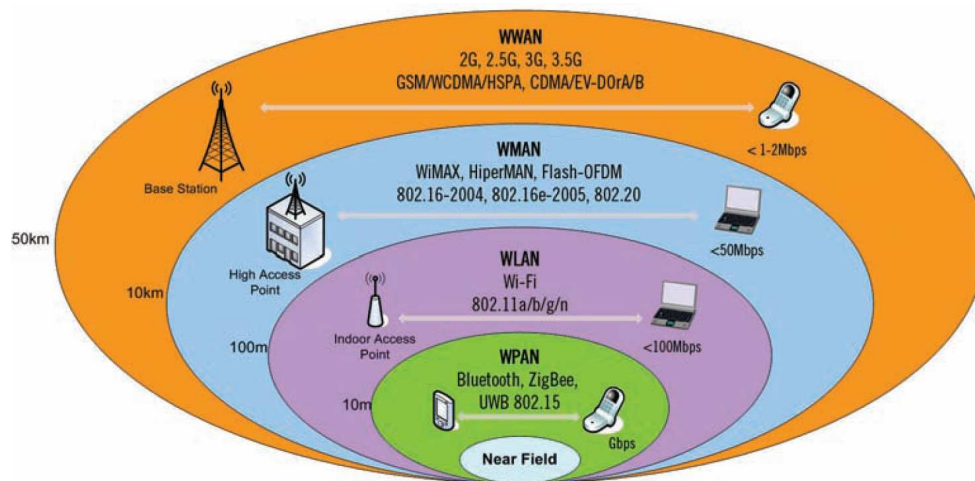 WWAN
2G, 2.5G, 3G, 3.5G
GSM/WCDMA/HSPA, CDMA/EV-DOrA/B
< 1-2Mbps
Base Station
WMAN
WiMAX, HiperMAN, Flash-OFDM
802.16-2004, 802.16e-2005, 802.20
50km
<50Mbps
High Access
Point
WLAN
Wi-Fi
802.11a/b/g/n
10km
Indoor Access
Point
<100Mbps
100m
WPAN
Bluetooth, ZigBee,
UWB 802.15
10m
Gbps
Near Field